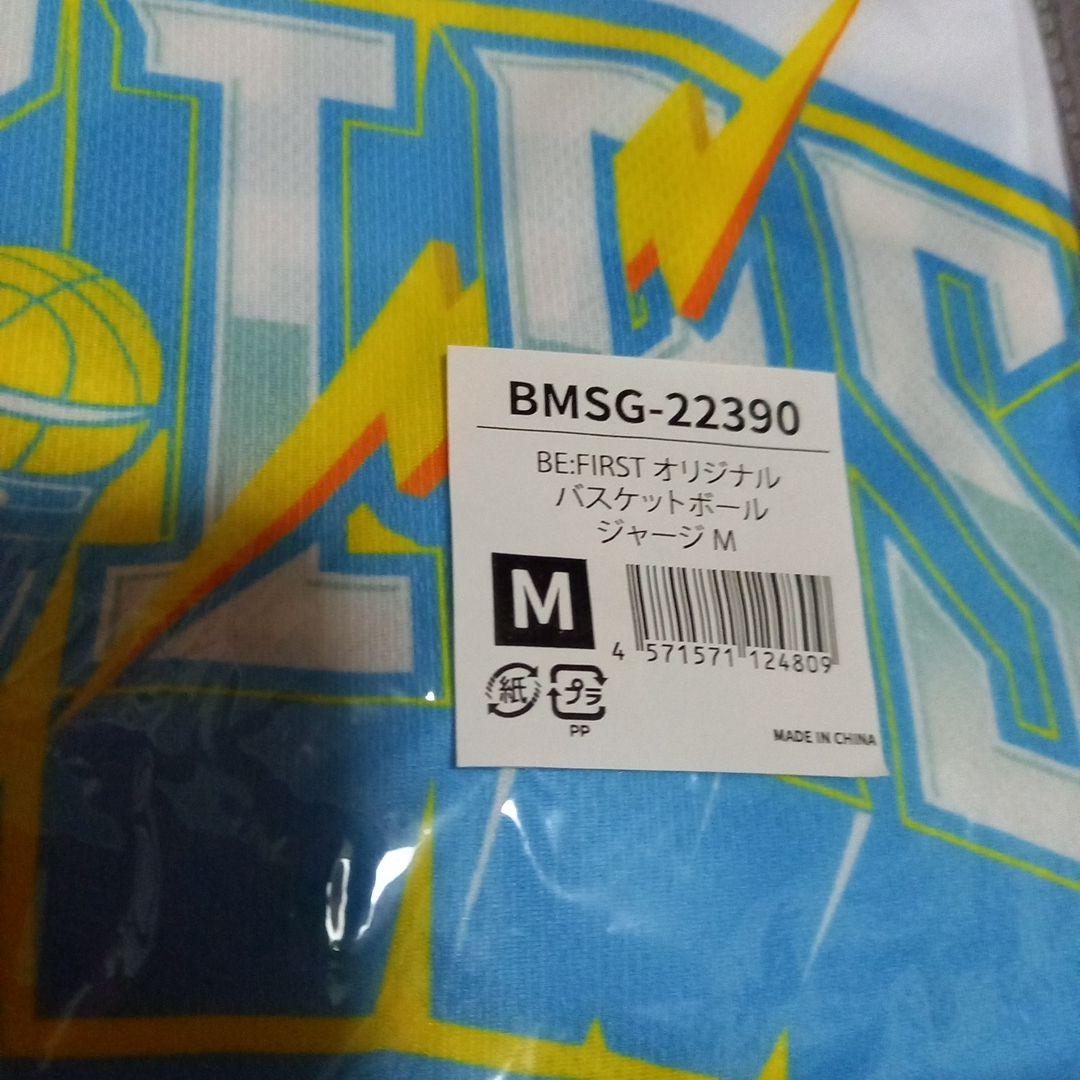 IRS
BMSG-22390
BE:FIRST オリジナル
バスケットボール
ジャージ M
M
4 571571 124809
紙 プラ
PP
MADE IN CHINA